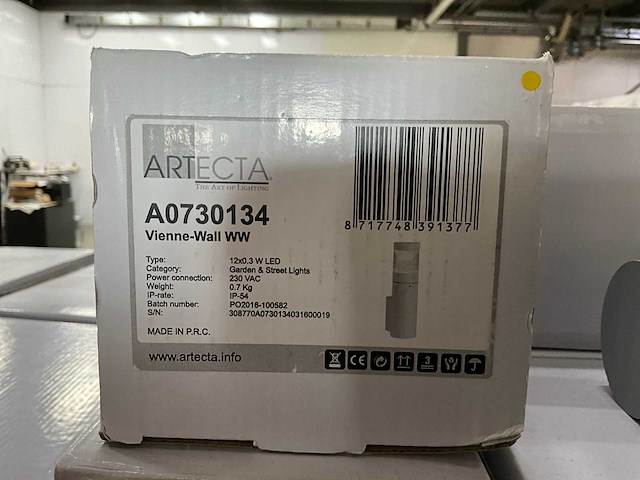 ARTECTA
THE ART OF LIGHTING
A0730134
Vienne-Wall WW
8 717748 391377
Type: 12x0.3 W LED
Category: Garden & Street Lights
Power connection: 230 VAC
Weight: 0.7 Kg
IP-rate: IP-54
Batch number: PO2016-100582
S/N: 308770A0730134031600019
MADE IN P.R.C.
www.artecta.info
CE
3